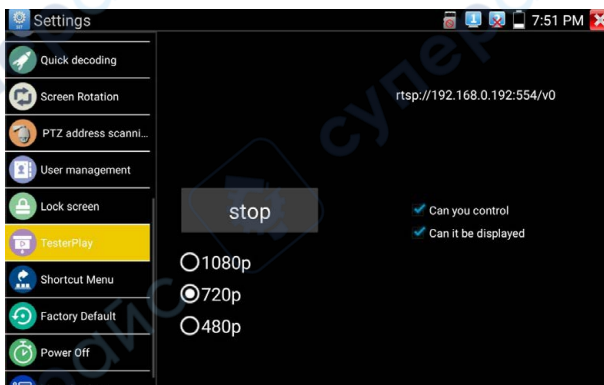 Settings
7:51 PM
Quick decoding
Screen Rotation
PTZ address scanni...
User management
Lock screen
TesterPlay
Shortcut Menu
Factory Default
Power Off
rtsp://192.168.0.192:554/v0
stop
Can you control
Can it be displayed
1080p
720p
480p